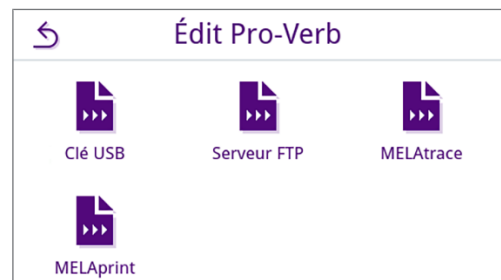 Édit Pro-Verb
Clé USB
Serveur FTP
MELAtrace
MELAprint